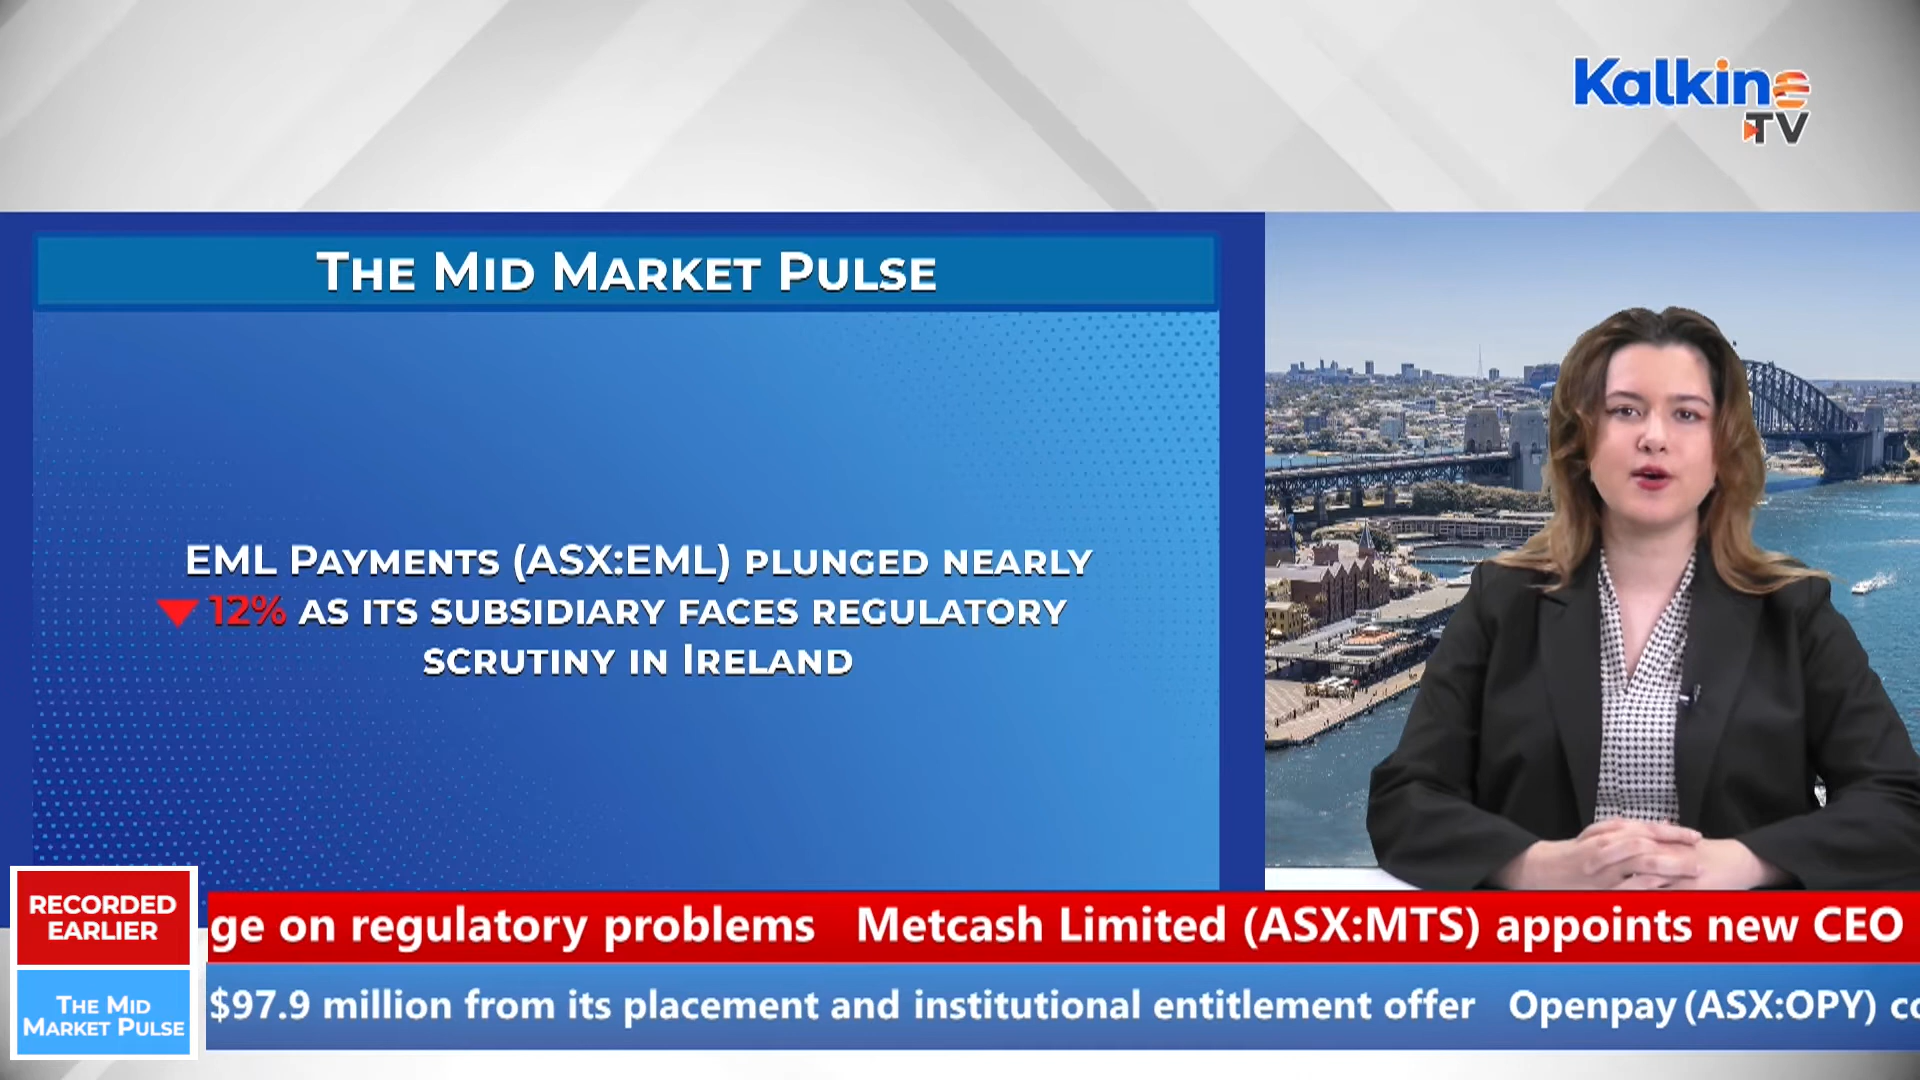 Kalkine
TV
The Mid Market Pulse
EML Payments (ASX:EML) plunged nearly
12% as its subsidiary faces regulatory
scrutiny in Ireland
RECORDED
EARLIER
ge on regulatory problems Metcash Limited (ASX:MTS) appoints new CEO
The Mid
Market Pulse
$97.9 million from its placement and institutional entitlement offer Openpay (ASX:OPY) co